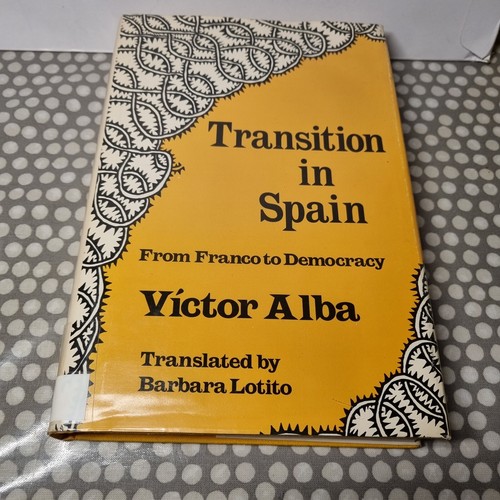 Transition
in
Spain
From Franco to Democracy
Víctor Alba
Translated by
Barbara Lotito